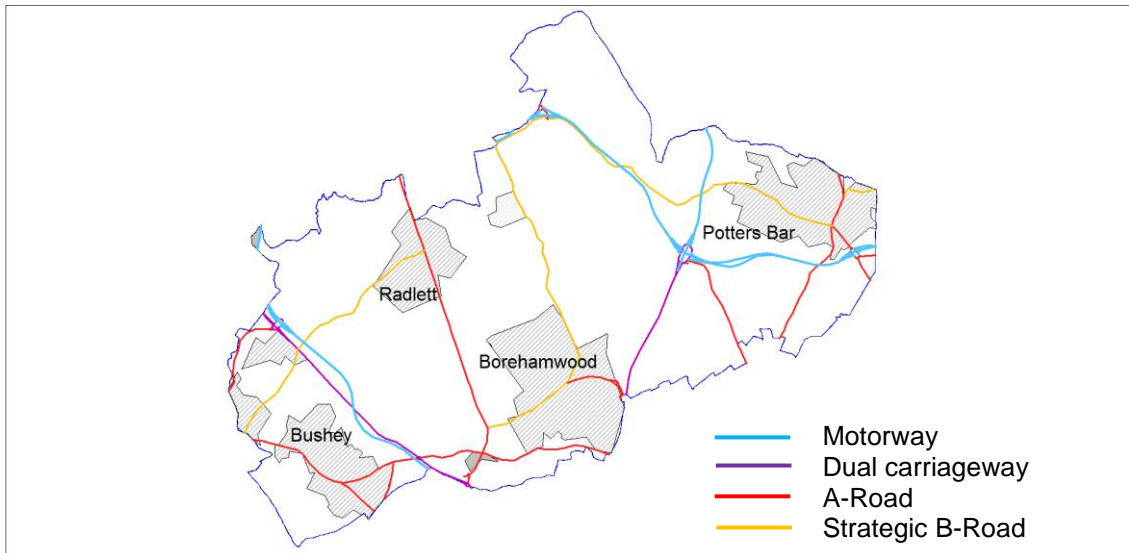 Potters Bar
Radlett
Borehamwood
Bushey
Motorway
Dual carriageway
A-Road
Strategic B-Road